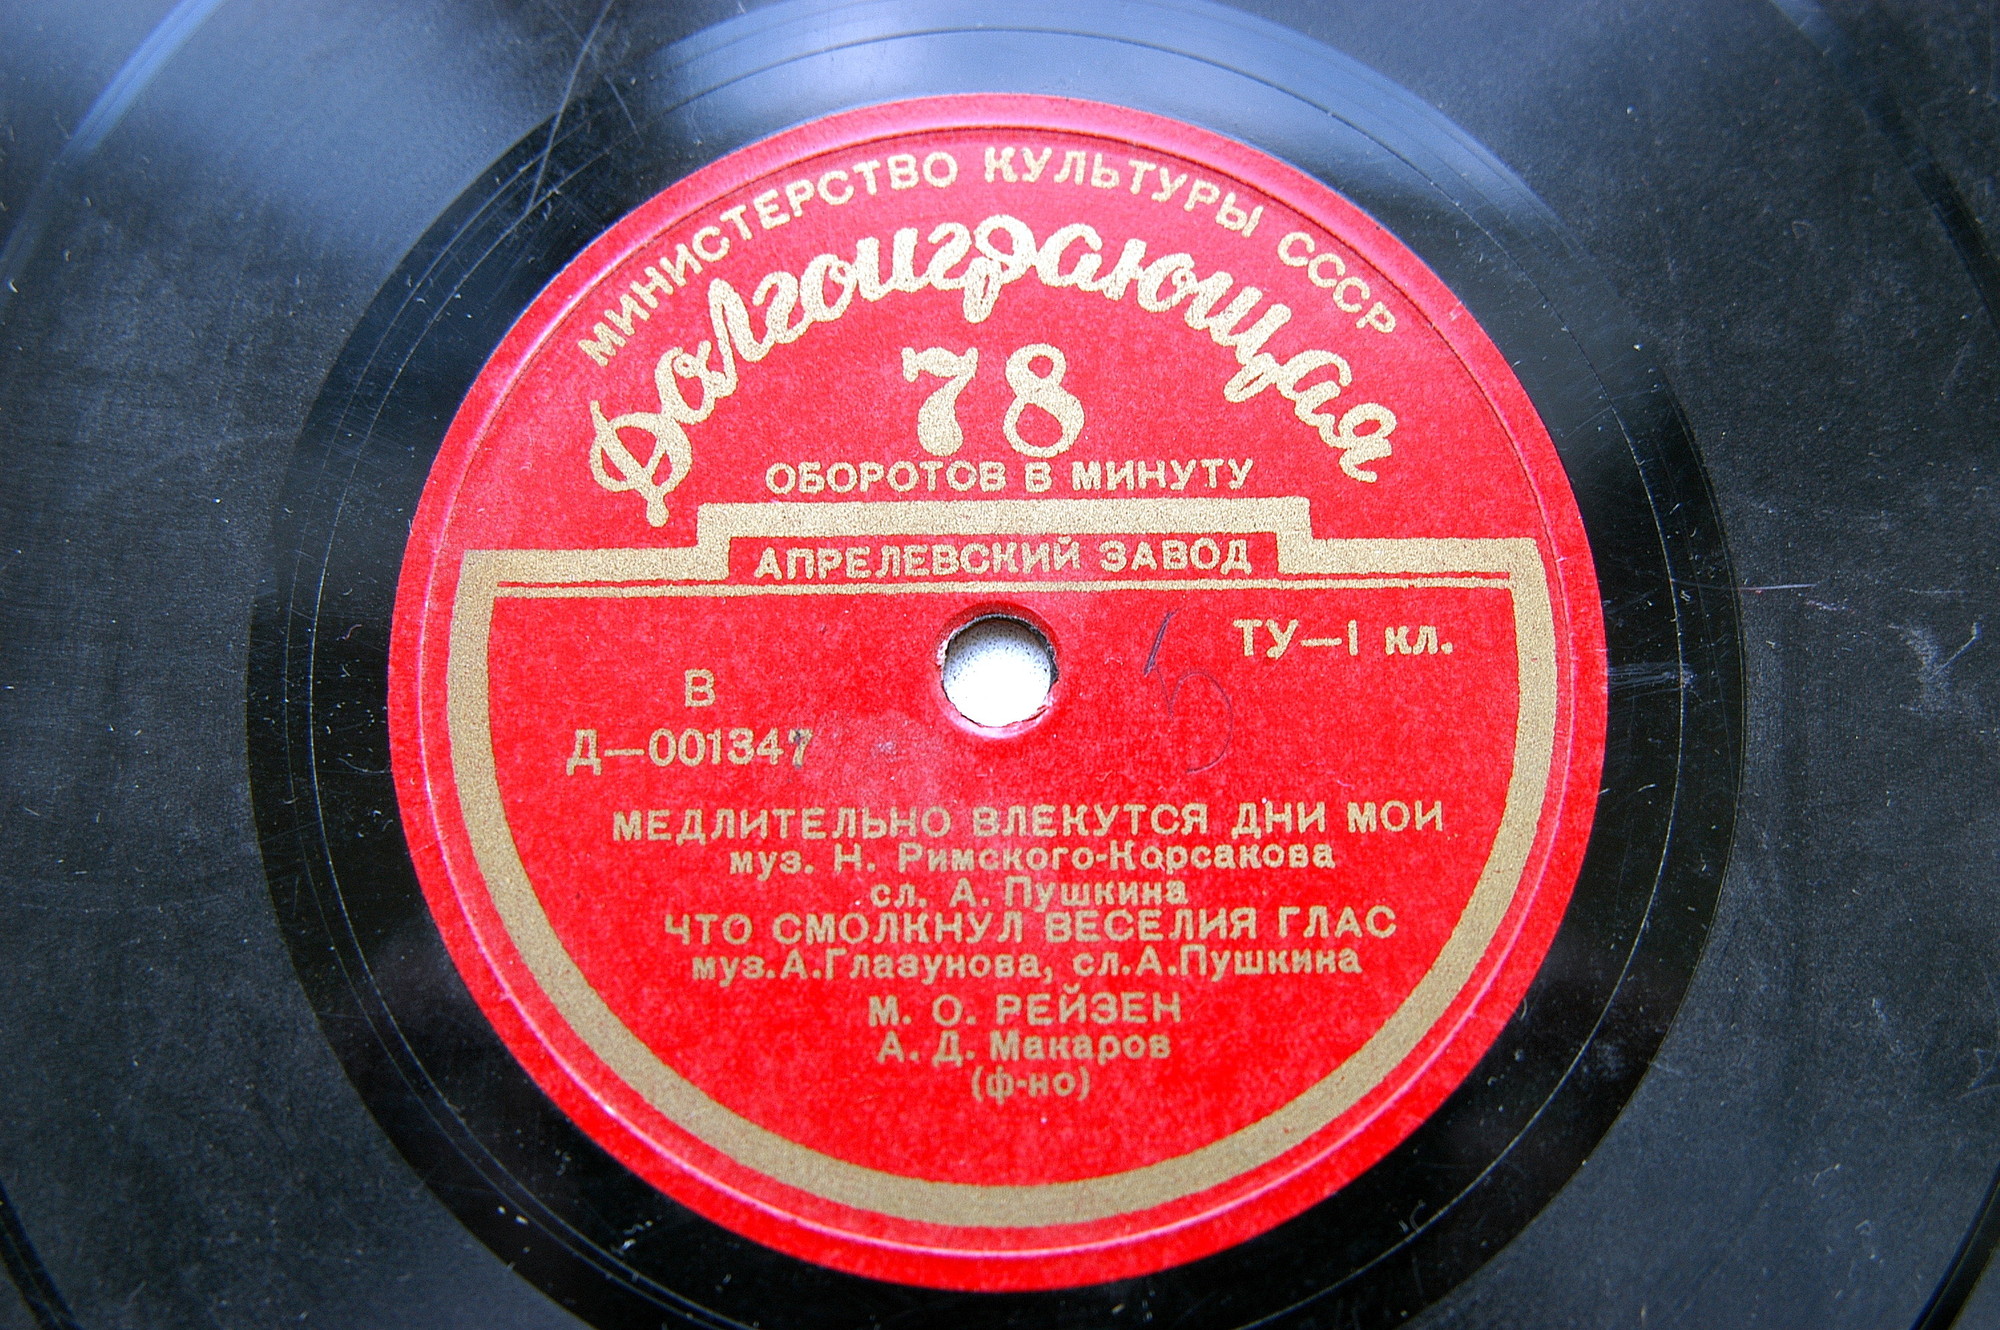 МИНИСТЕРСТВО КУЛЬТУРЫ СССР
Долгоиграющая
78
ОБОРОТОВ В МИНУТУ
АПРЕЛЕВСКИЙ ЗАВОД
ТУ—I кл.
В
Д—001347
МЕДЛИТЕЛЬНО ВЛЕКУТСЯ ДНИ МОИ
муз. Н. Римского-Корсакова
сл. А. Пушкина
ЧТО СМОЛКНУЛ ВЕСЕЛИЯ ГЛАС
муз.А.Глазунова, сл.А.Пушкина
М. О. РЕЙЗЕН
А. Д. Макаров
(ф-но)